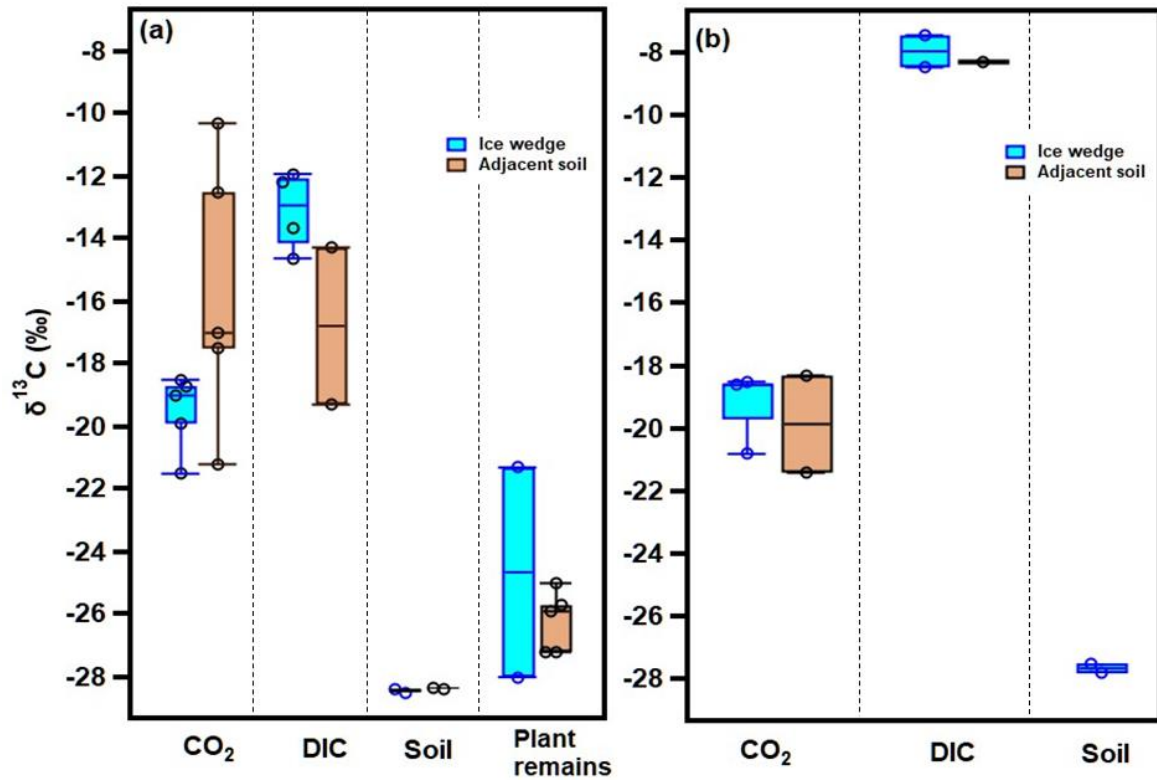 (a)
-8
-10
-12
-14
-16
-18
-20
-22
-24
-26
-28
δ¹³C (‰)
Ice wedge
Adjacent soil
CO₂
DIC
Soil
Plant
remains
(b)
-8
-10
-12
-14
-16
-18
-20
-22
-24
-26
-28
Ice wedge
Adjacent soil
CO₂
DIC
Soil